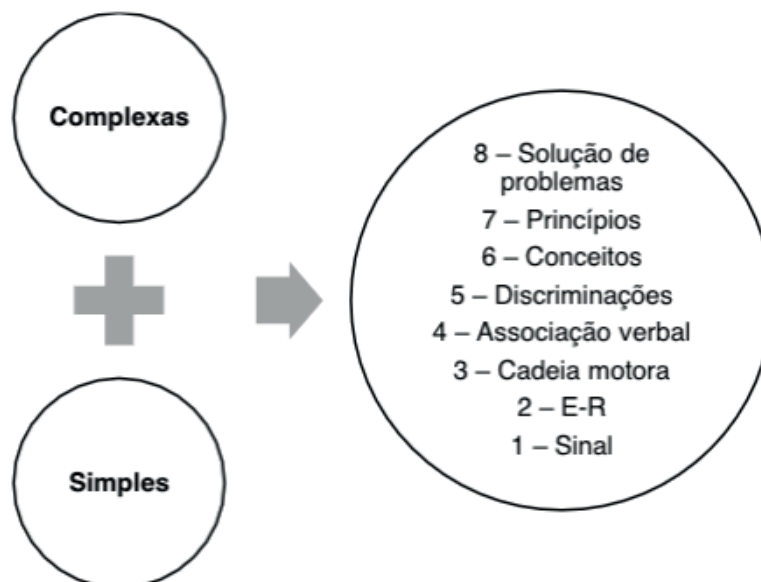 Complexas
Simples
8 – Solução de
problemas
7 – Princípios
6 – Conceitos
5 – Discriminações
4 – Associação verbal
3 – Cadeia motora
2 – E-R
1 – Sinal